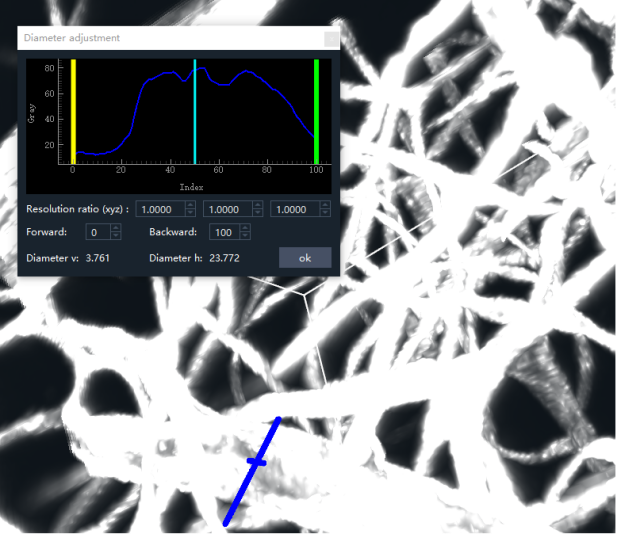 Diameter adjustment
80
60
40
20
Gray
0 20 40 60 80 100
Index
Resolution ratio (xyz) : 1.0000 1.0000 1.0000
Forward: 0 Backward: 100
Diameter v: 3.761 Diameter h: 23.772 ok